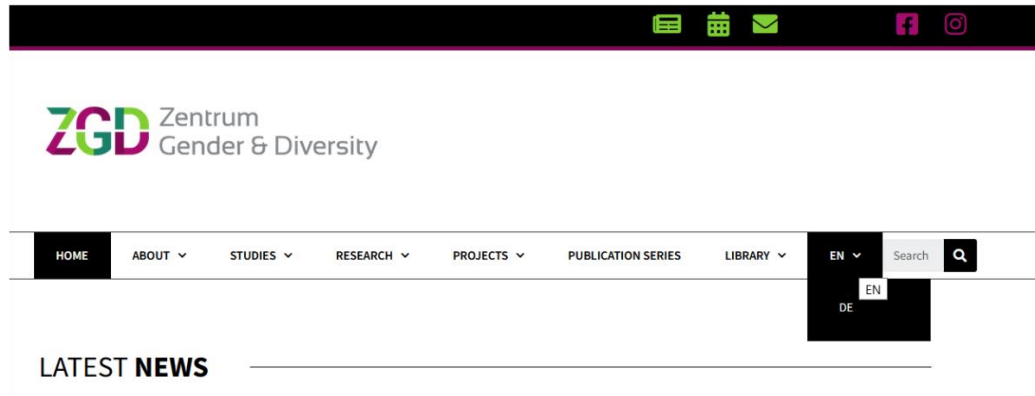 ZGD Zentrum
Gender & Diversity
HOME ABOUT STUDIES RESEARCH PROJECTS PUBLICATION SERIES LIBRARY EN Search
EN
DE
LATEST NEWS